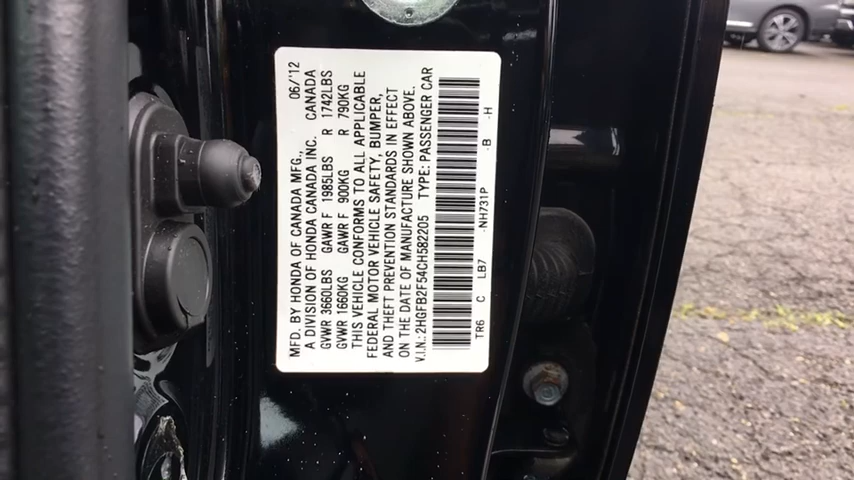 MFD. BY HONDA OF CANADA MFG., 06/'12
A DIVISION OF HONDA CANADA INC. CANADA
GVWR 3660LBS GAWR F 1985LBS R 1742LBS
GVWR 1660KG GAWR F 900KG R 790KG
THIS VEHICLE CONFORMS TO ALL APPLICABLE
FEDERAL MOTOR VEHICLE SAFETY, BUMPER,
AND THEFT PREVENTION STANDARDS IN EFFECT
ON THE DATE OF MANUFACTURE SHOWN ABOVE.
V.I.N.: 2HGFB2F54CH582205 TYPE: PASSENGER CAR
TR6 C LB7 -NH731P -B -H